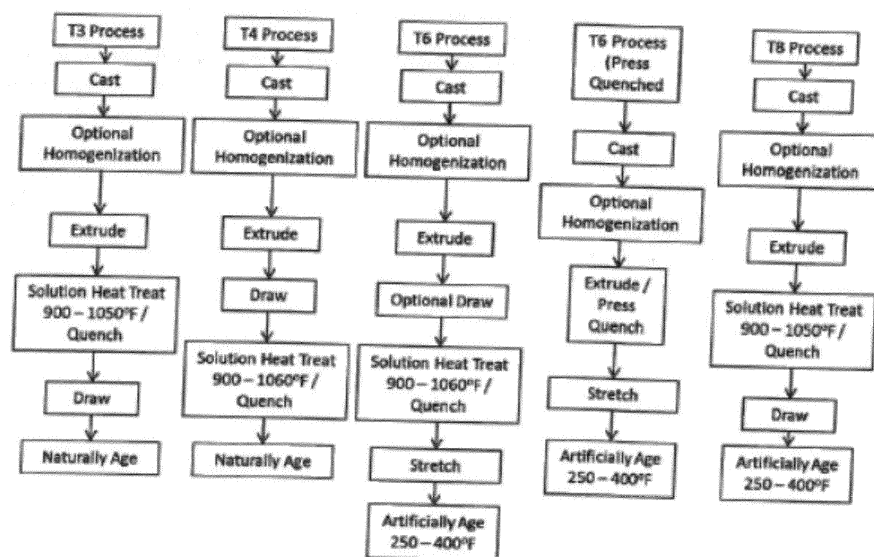 T3 Process
Cast
Optional
Homogenization
Extrude
Solution Heat Treat
900 – 1050°F /
Quench
Draw
Naturally Age
T4 Process
Cast
Optional
Homogenization
Extrude
Draw
Solution Heat Treat
900 – 1060°F /
Quench
Naturally Age
T6 Process
Cast
Optional
Homogenization
Extrude
Optional Draw
Solution Heat Treat
900 – 1060°F /
Quench
Stretch
Artificially Age
250 – 400°F
T6 Process
(Press
Quenched
Cast
Optional
Homogenization
Extrude /
Press
Quench
Stretch
Artificially Age
250 – 400°F
T8 Process
Cast
Optional
Homogenization
Extrude
Solution Heat Treat
900 – 1050°F /
Quench
Draw
Artificially Age
250 – 400°F